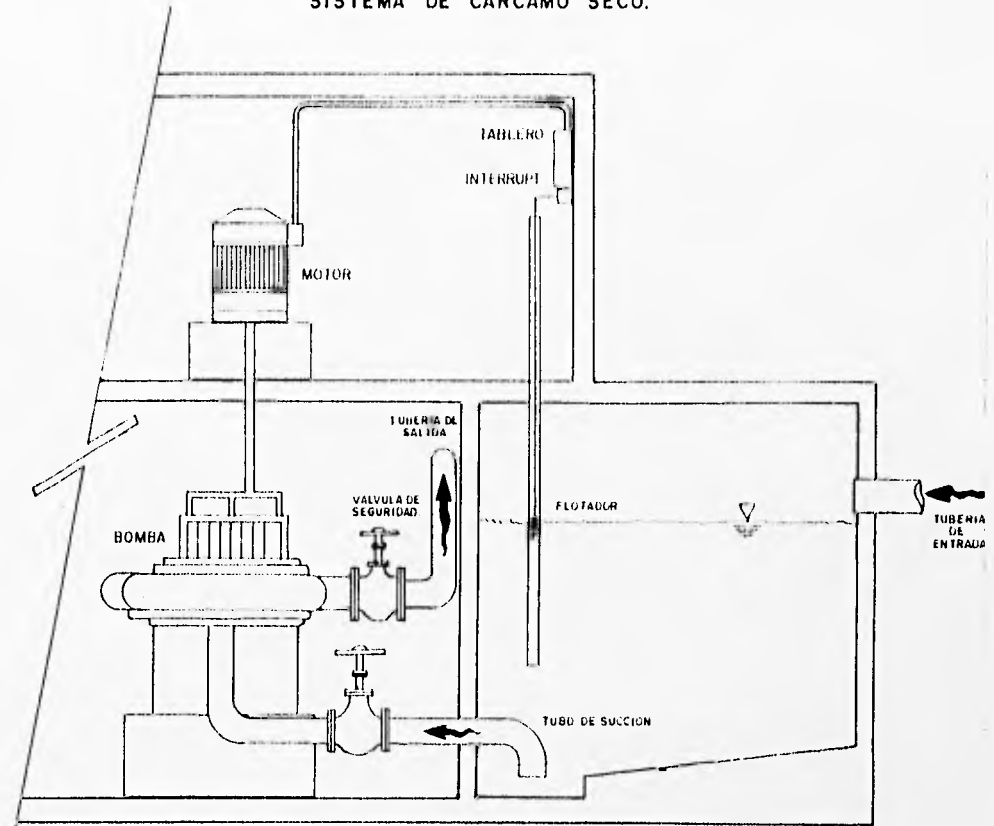 SISTEMA DE CARCAMO SECO.
TABLERO
INTERRUPT
MOTOR
TUBERIA DE
SALIDA
VALVULA DE
SEGURIDAD
FLOTADOR
BOMBA
TUBERIA
DE
ENTRADA
TUBO DE SUCCION